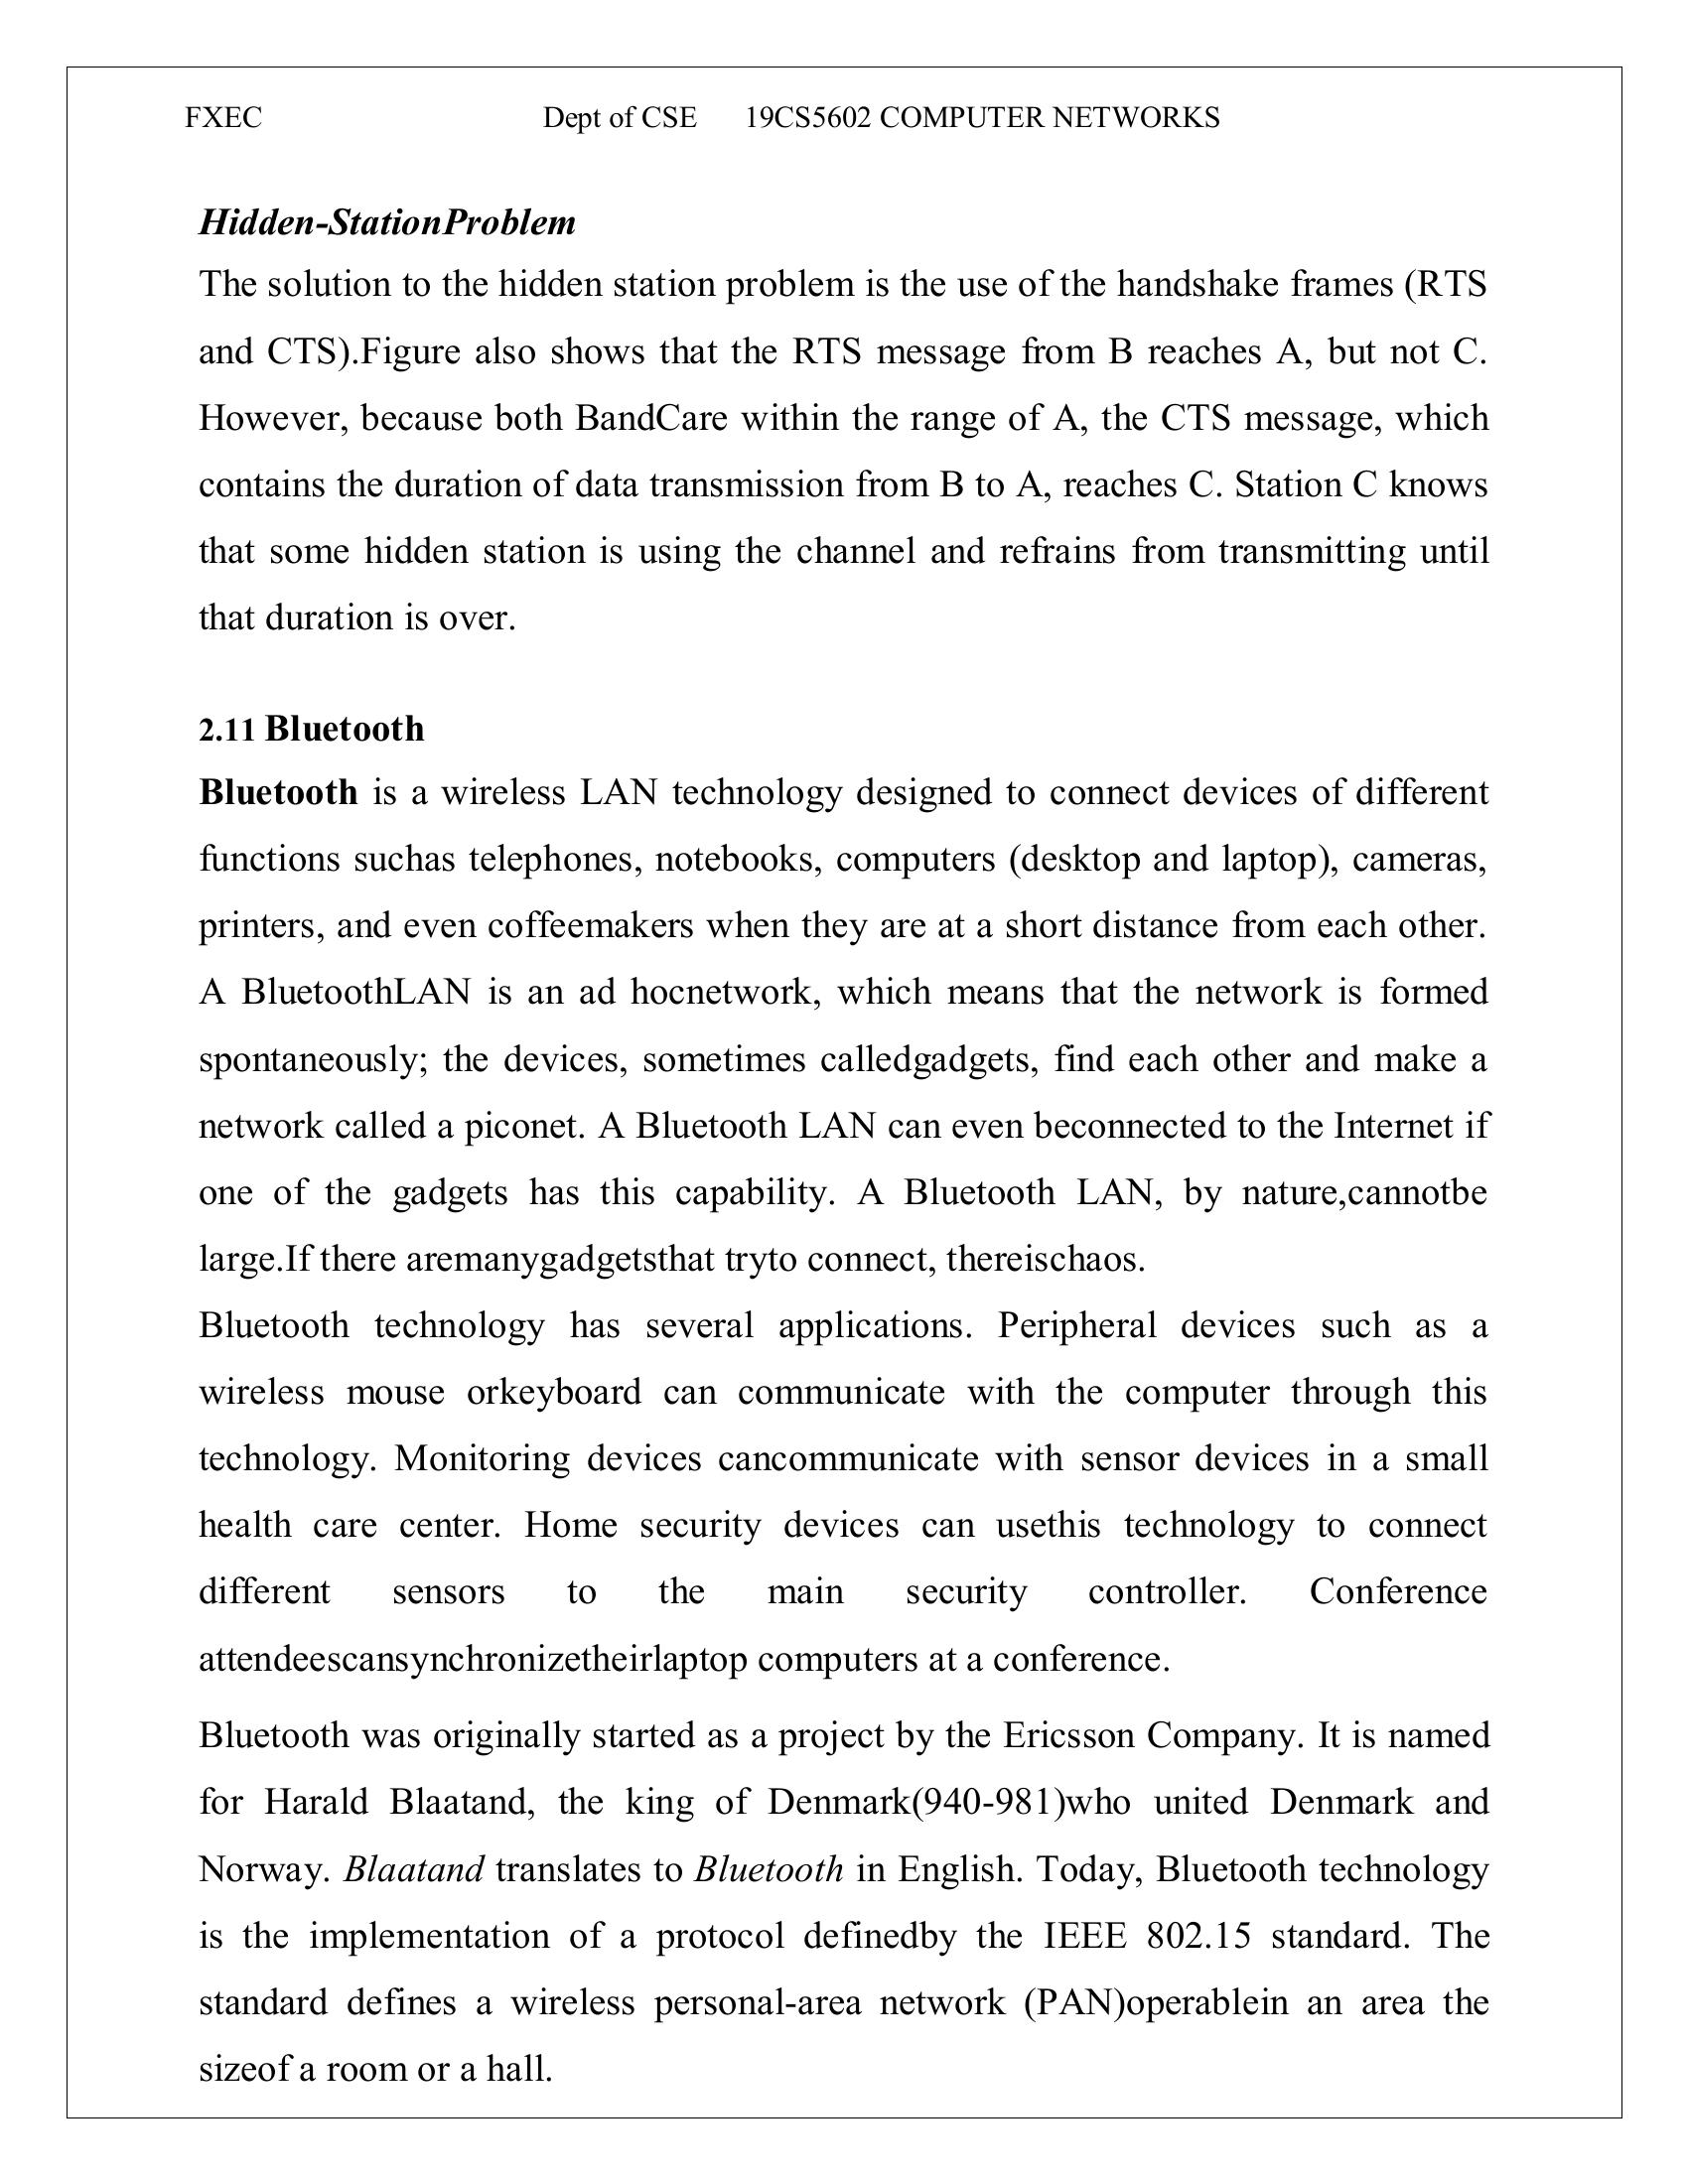 FXEC Dept of CSE 19CS5602 COMPUTER NETWORKS
Hidden-StationProblem
The solution to the hidden station problem is the use of the handshake frames (RTS
and CTS).Figure also shows that the RTS message from B reaches A, but not C.
However, because both BandCare within the range of A, the CTS message, which
contains the duration of data transmission from B to A, reaches C. Station C knows
that some hidden station is using the channel and refrains from transmitting until
that duration is over.
2.11 Bluetooth
Bluetooth is a wireless LAN technology designed to connect devices of different
functions suchas telephones, notebooks, computers (desktop and laptop), cameras,
printers, and even coffeemakers when they are at a short distance from each other.
A BluetoothLAN is an ad hocnetwork, which means that the network is formed
spontaneously; the devices, sometimes calledgadgets, find each other and make a
network called a piconet. A Bluetooth LAN can even beconnected to the Internet if
one of the gadgets has this capability. A Bluetooth LAN, by nature,cannotbe
large.If there aremanygadgetsthat tryto connect, thereischaos.
Bluetooth technology has several applications. Peripheral devices such as a
wireless mouse orkeyboard can communicate with the computer through this
technology. Monitoring devices cancommunicate with sensor devices in a small
health care center. Home security devices can usethis technology to connect
different sensors to the main security controller. Conference
attendeescansynchronizetheirlaptop computers at a conference.
Bluetooth was originally started as a project by the Ericsson Company. It is named
for Harald Blaatand, the king of Denmark(940-981)who united Denmark and
Norway. Blaatand translates to Bluetooth in English. Today, Bluetooth technology
is the implementation of a protocol definedby the IEEE 802.15 standard. The
standard defines a wireless personal-area network (PAN)operablein an area the
sizeof a room or a hall.